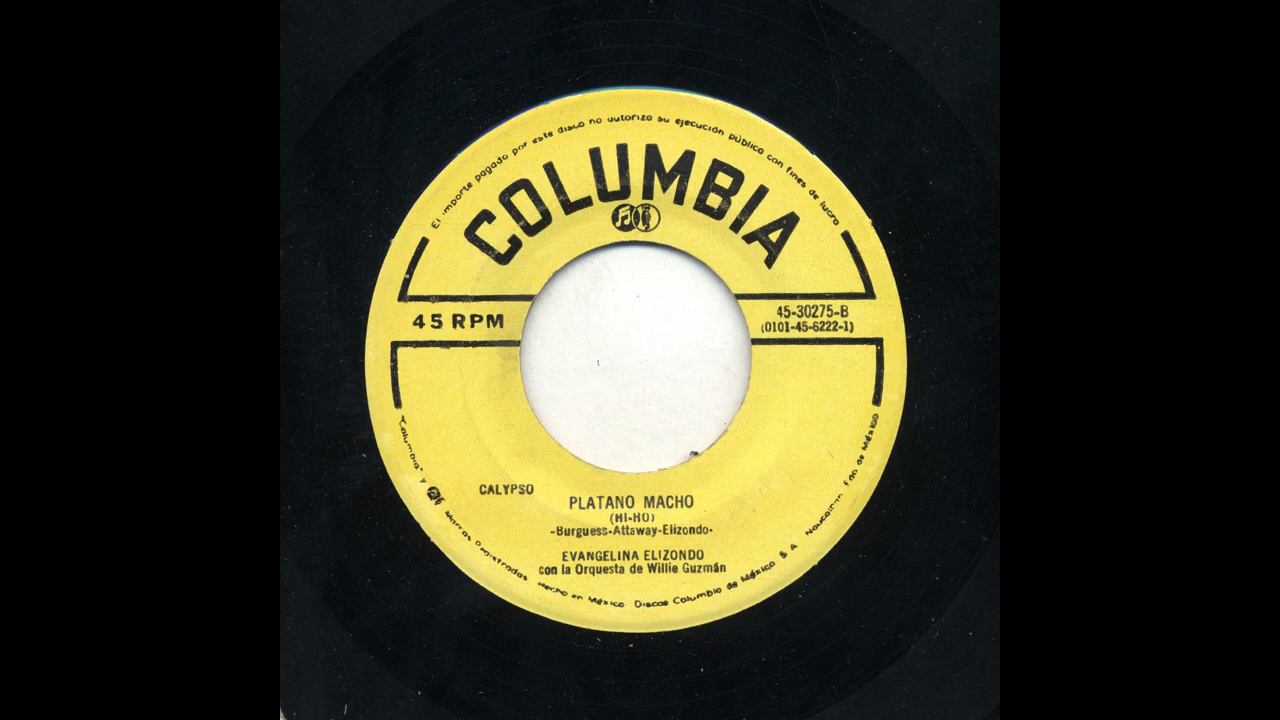 El importe pagado por este disco no autoriza su ejecución pública con fines de lucro
COLUMBIA
45 RPM
45-30275-B
(0101-45-6222-1)
CALYPSO
PLATANO MACHO
(HI-HO)
-Burguess-Attaway-Elizondo-
EVANGELINA ELIZONDO
con la Orquesta de Willie Guzmán
"Columbia" y Marcas Registradas Hecho en México Discos Columbia de México S. A. Naucalpan Edo de México